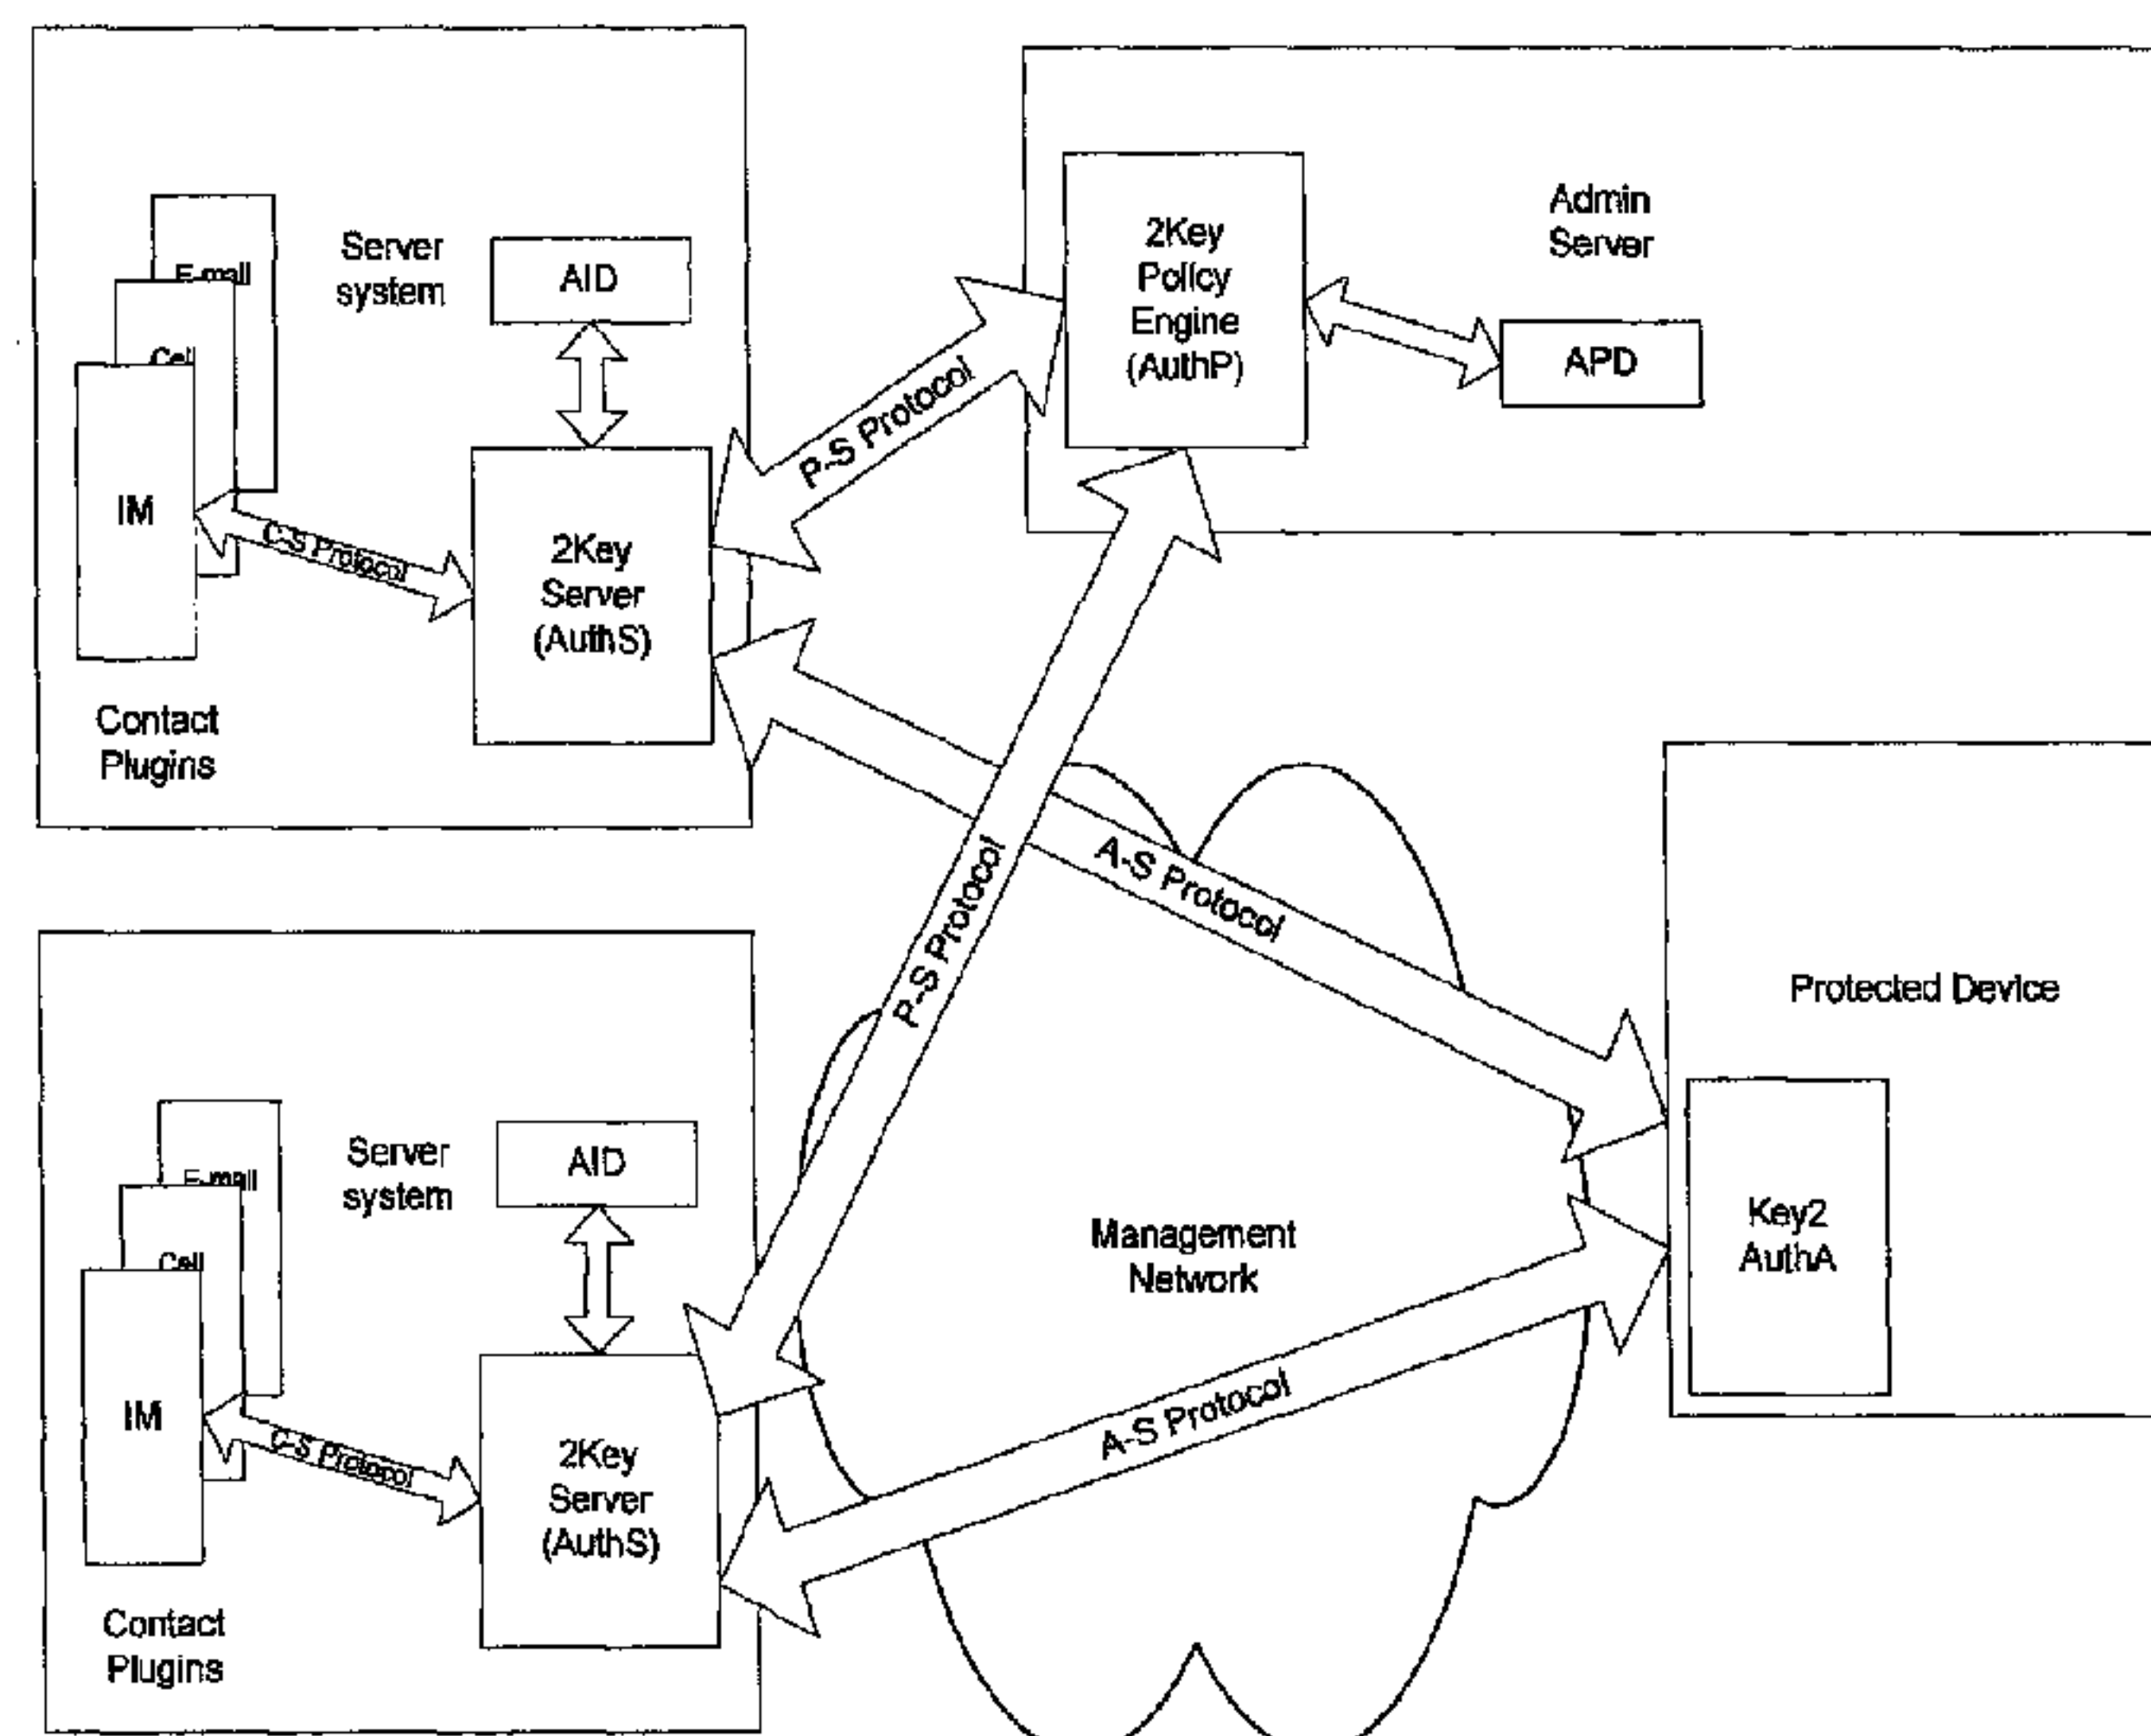 E-mail
Cell
IM
Server
system
AID
C-S Protocol
2Key
Server
(AuthS)
Contact
Plugins
P-S Protocol
2Key
Policy
Engine
(AuthP)
Admin
Server
APD
P-S Protocol
A-S Protocol
Protected Device
Key2
AuthA
Management
Network
A-S Protocol
E-mail
Cell
IM
Server
system
AID
C-S Protocol
2Key
Server
(AuthS)
Contact
Plugins